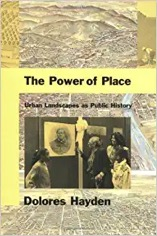 The Power of Place
Urban Landscapes as Public History
Dolores Hayden